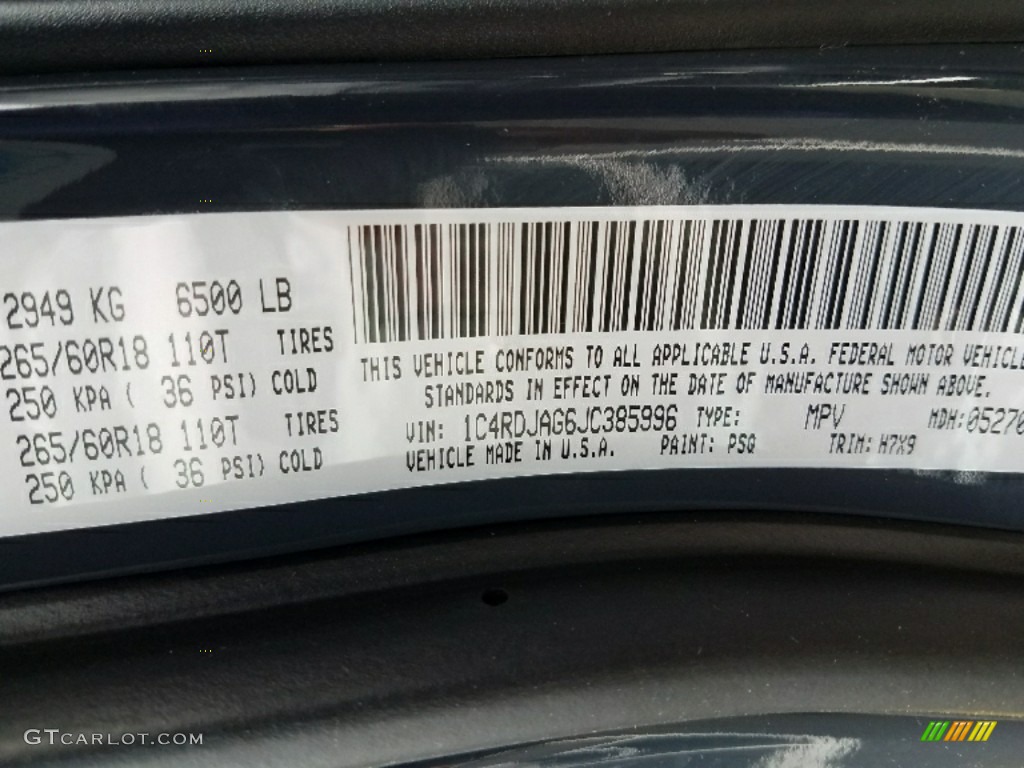 2949 KG 6500 LB
265/60R18 110T TIRES
250 KPA ( 36 PSI) COLD
265/60R18 110T TIRES
250 KPA ( 36 PSI) COLD
THIS VEHICLE CONFORMS TO ALL APPLICABLE U.S.A. FEDERAL MOTOR VEHICLE
STANDARDS IN EFFECT ON THE DATE OF MANUFACTURE SHOWN ABOVE.
VIN: 1C4RDJAG6JC385996 TYPE: MPV MDH:05270
VEHICLE MADE IN U.S.A. PAINT: PSQ TRIM: H7X9
GTCARLOT.COM